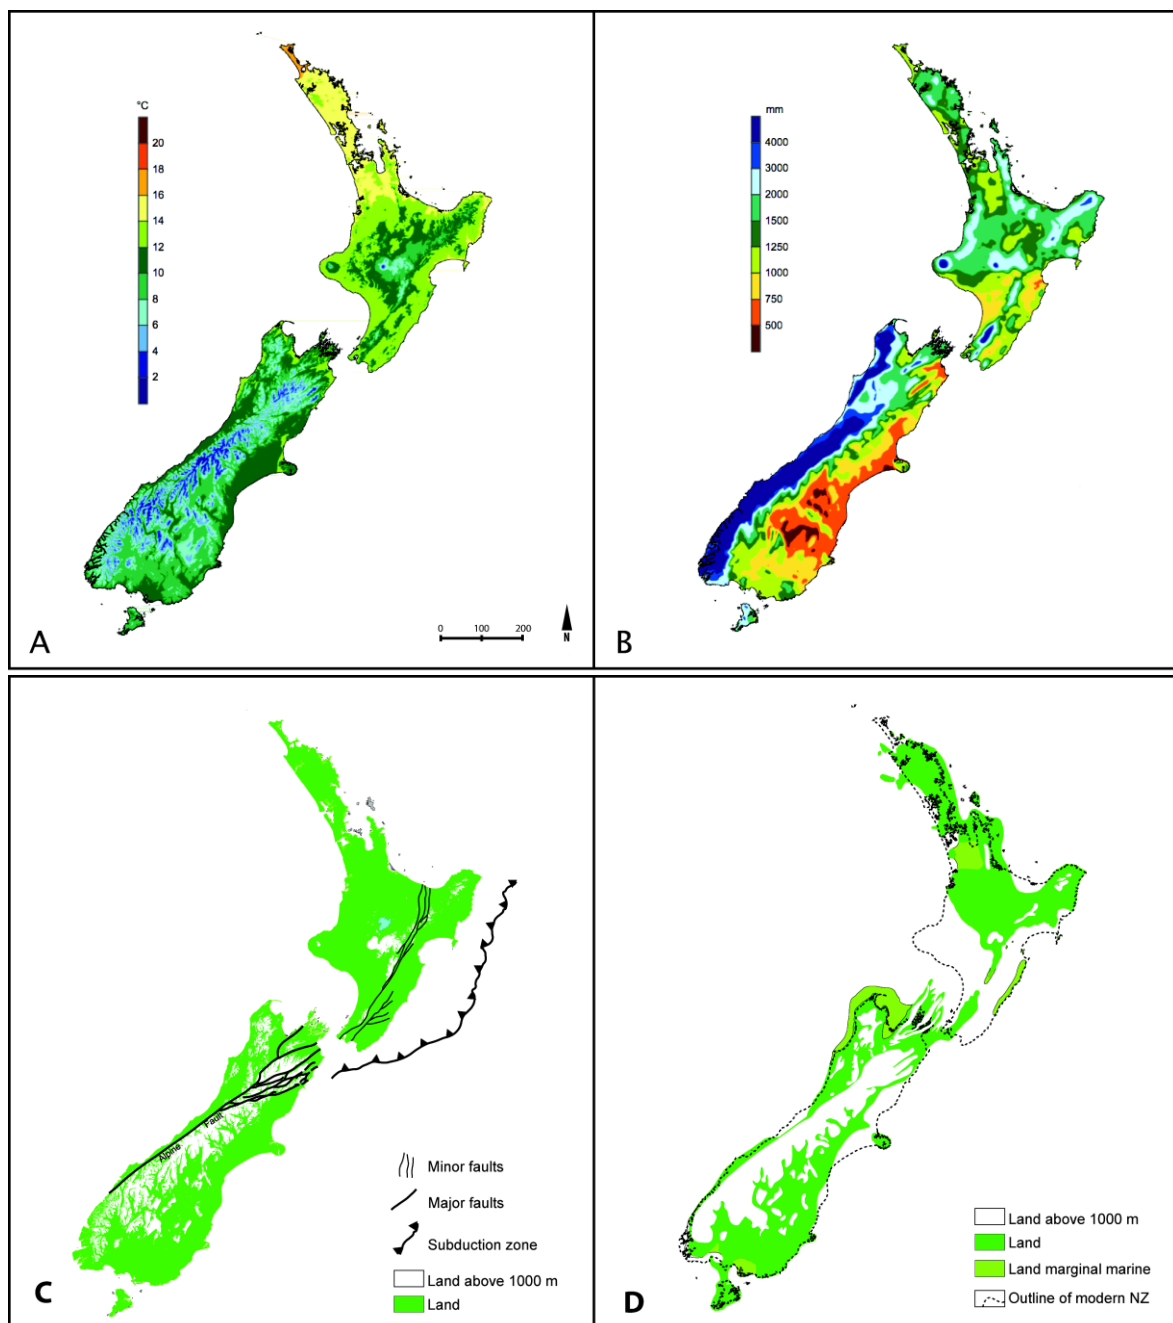 °C
20
18
16
14
12
10
8
6
4
2
A
0 100 200
N
mm
4000
3000
2000
1500
1250
1000
750
500
B
Alpine Fault
Minor faults
Major faults
Subduction zone
Land above 1000 m
Land
C
Land above 1000 m
Land
Land marginal marine
Outline of modern NZ
D